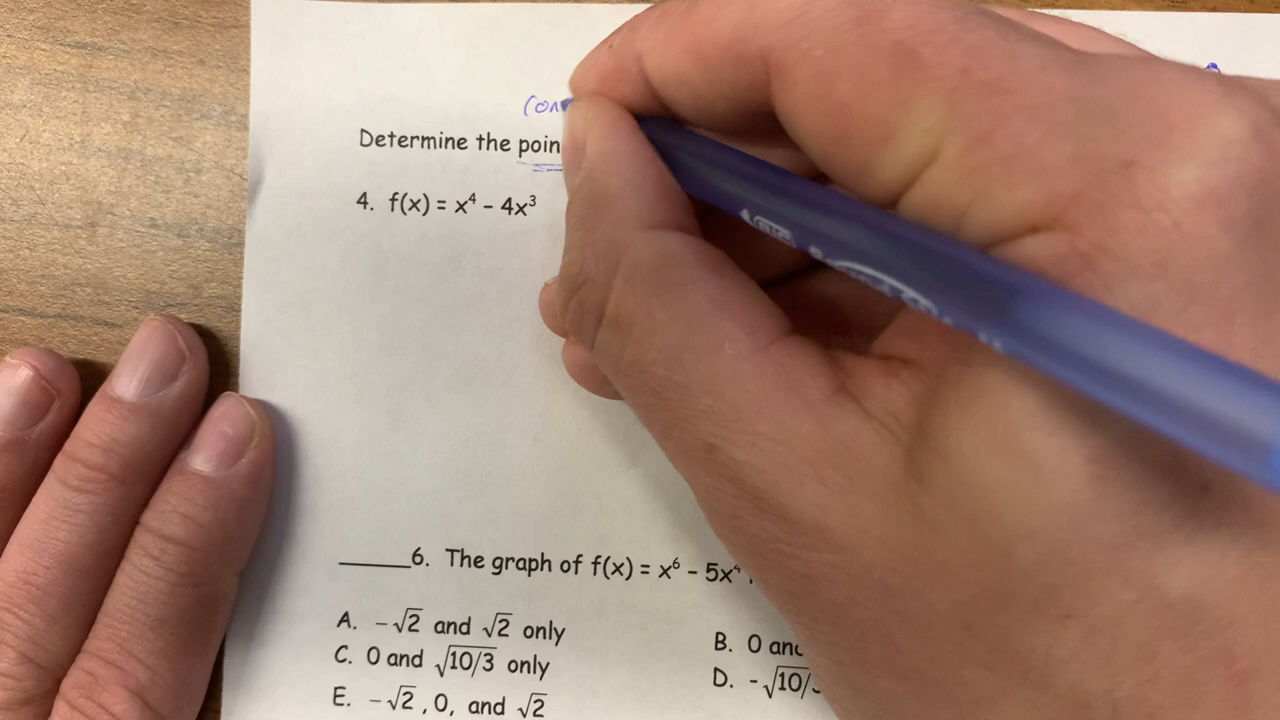 Determine the poin
4. f(x) = x⁴ - 4x³
_____6. The graph of f(x) = x⁶ - 5x⁴
A. -√2 and √2 only
B. 0 and
C. 0 and √10/3 only
D. -√10/
E. -√2, 0, and √2